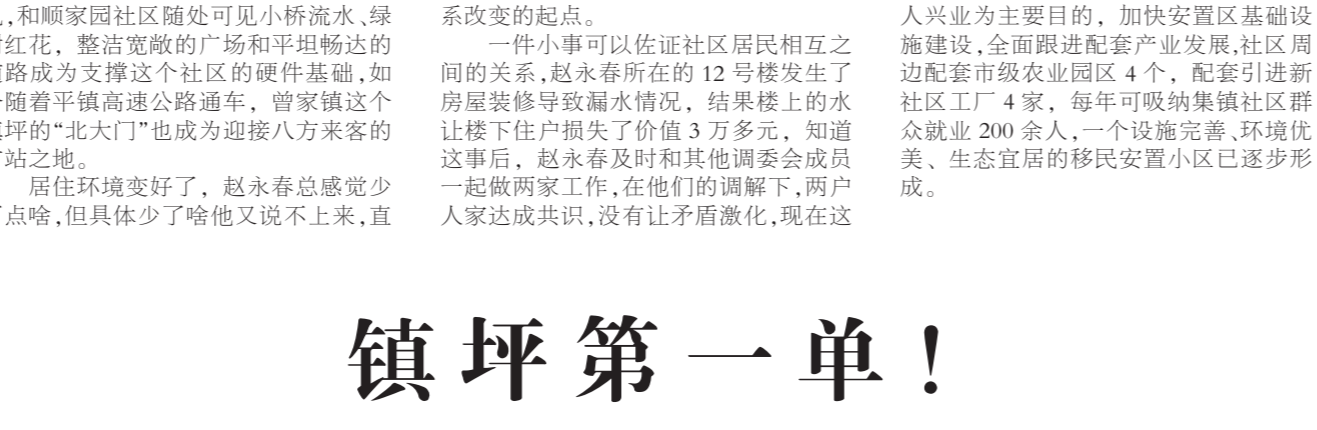 ,和顺家园社区随处可见小桥流水、绿
红花，整洁宽敞的广场和平坦畅达的
路成为支撑这个社区的硬件基础,如
随着平镇高速公路通车，曾家镇这个
坪的“北大门”也成为迎接八方来客的
站之地。
居住环境变好了，赵永春总感觉少
点啥,但具体少了啥他又说不上来,直
系改变的起点。
一件小事可以佐证社区居民相互之
间的关系,赵永春所在的 12 号楼发生了
房屋装修导致漏水情况，结果楼上的水
让楼下住户损失了价值 3 万多元，知道
这事后，赵永春及时和其他调委会成员
一起做两家工作,在他们的调解下,两户
人家达成共识,没有让矛盾激化,现在这
人兴业为主要目的，加快安置区基础设
施建设,全面跟进配套产业发展,社区周
边配套市级农业园区 4 个，配套引进新
社区工厂 4 家，每年可吸纳集镇社区群
众就业 200 余人,一个设施完善、环境优
美、生态宜居的移民安置小区已逐步形
成。
镇坪第一单！